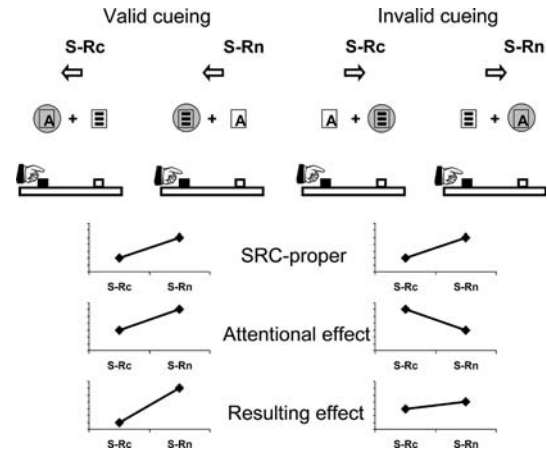 Valid cueing Invalid cueing
S-Rc S-Rn S-Rc S-Rn
A + + A A + + A
S-Rc S-Rn SRC-proper S-Rc S-Rn
S-Rc S-Rn Attentional effect S-Rc S-Rn
S-Rc S-Rn Resulting effect S-Rc S-Rn